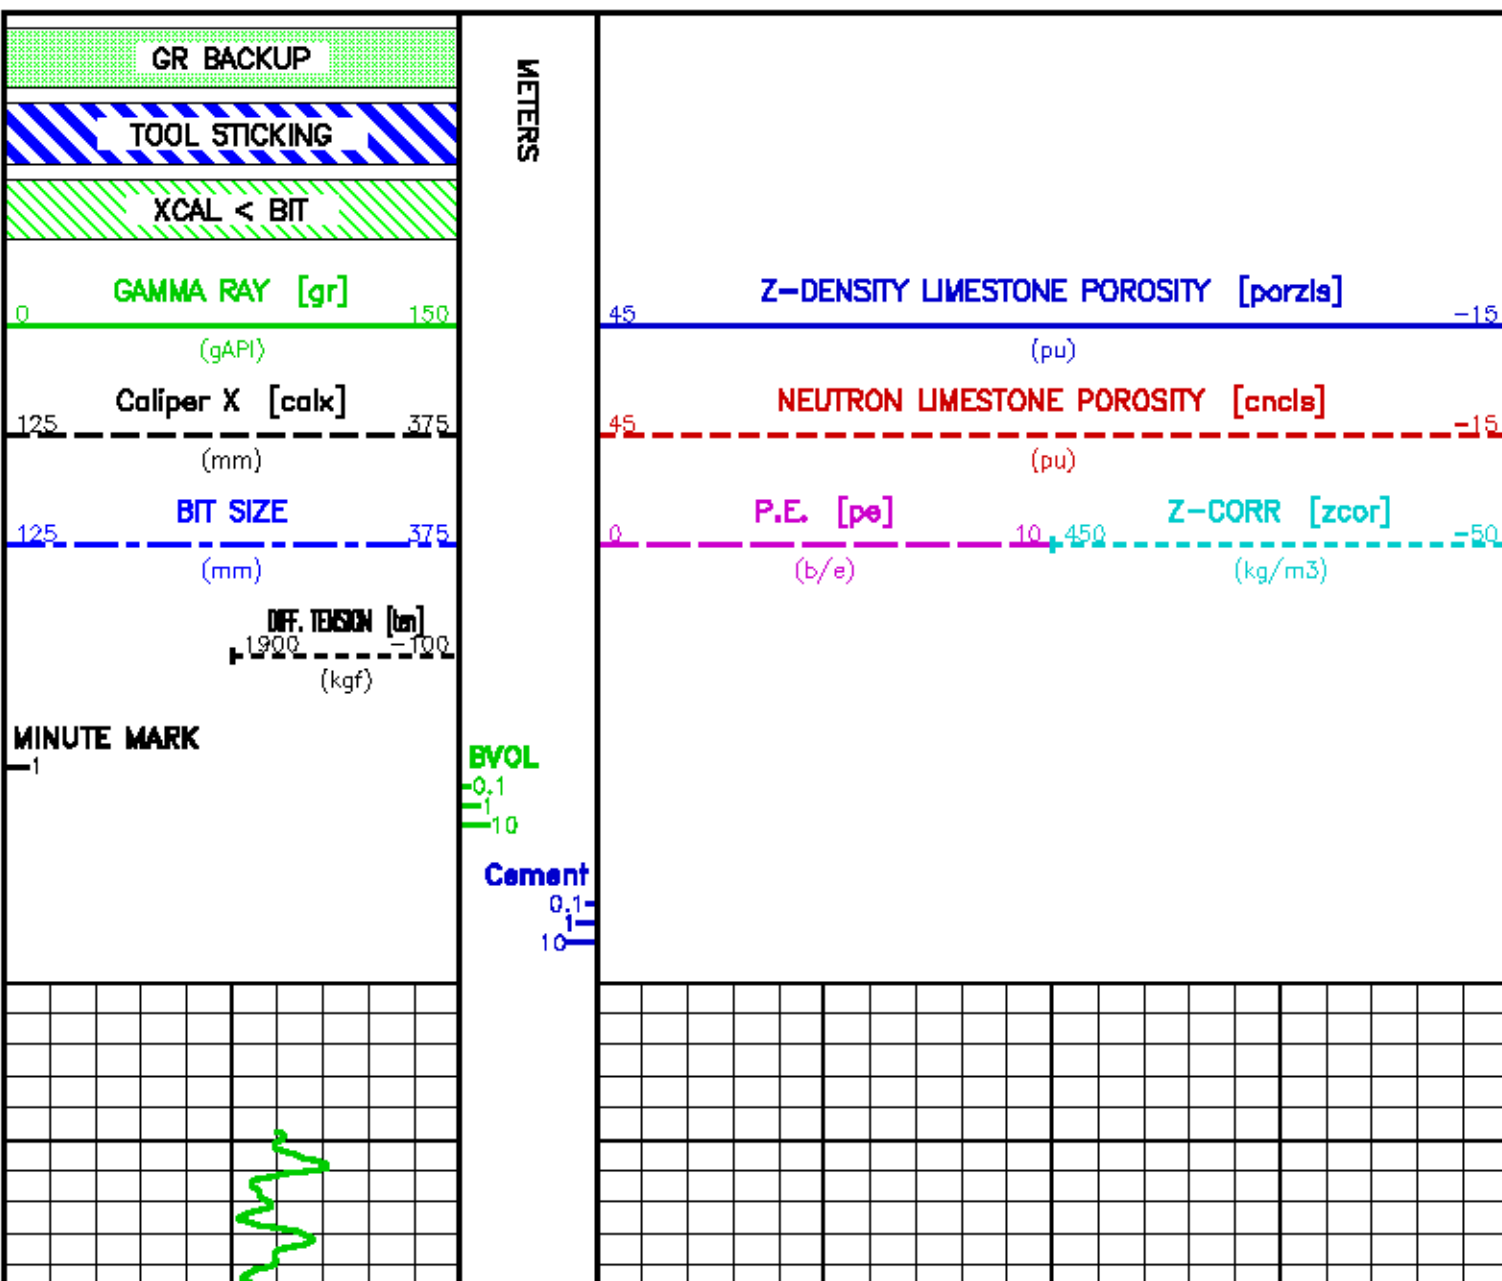 GR BACKUP
TOOL STICKING
XCAL < BIT
GAMMA RAY [gr]
0 150
(gAPI)
Caliper X [calx]
125 375
(mm)
BIT SIZE
125 375
(mm)
DIFF. TENSION [ten]
1900 -100
(kgf)
MINUTE MARK
1
METERS
BVOL
0.1
1
10
Cement
0.1
1
10
Z-DENSITY LIMESTONE POROSITY [porzls]
45 -15
(pu)
NEUTRON LIMESTONE POROSITY [cncls]
45 -15
(pu)
P.E. [pe]
0 10
(b/e)
Z-CORR [zcor]
450 -50
(kg/m3)